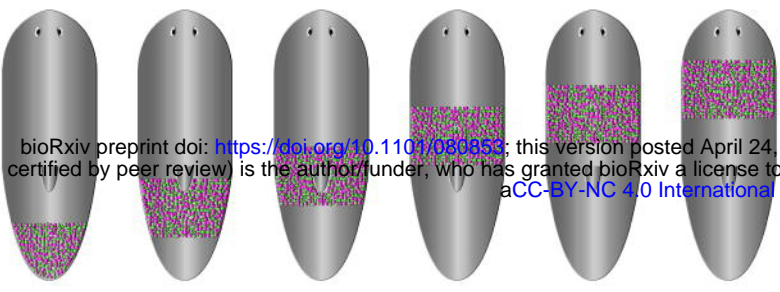 bioRxiv preprint doi: https://doi.org/10.1101/080853; this version posted April 24,
certified by peer review) is the author/funder, who has granted bioRxiv a license to
aCC-BY-NC 4.0 International